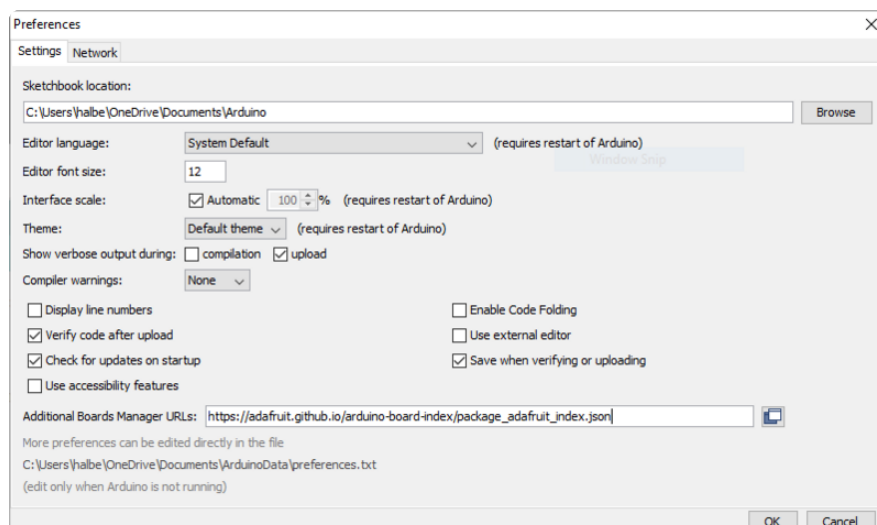 Preferences
Settings Network
Sketchbook location:
C:\Users\halbe\OneDrive\Documents\Arduino Browse
Editor language: System Default (requires restart of Arduino)
Window Snip
Editor font size: 12
Interface scale: Automatic 100 % (requires restart of Arduino)
Theme: Default theme (requires restart of Arduino)
Show verbose output during: compilation upload
Compiler warnings: None
Display line numbers Enable Code Folding
Verify code after upload Use external editor
Check for updates on startup Save when verifying or uploading
Use accessibility features
Additional Boards Manager URLs: https://adafruit.github.io/arduino-board-index/package_adafruit_index.json
More preferences can be edited directly in the file
C:\Users\halbe\OneDrive\Documents\ArduinoData\preferences.txt
(edit only when Arduino is not running)
OK Cancel